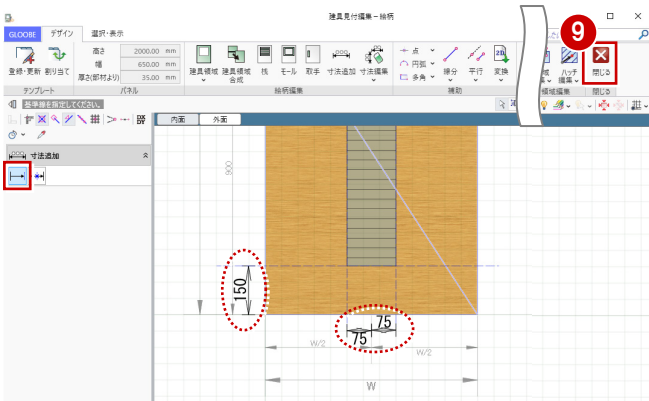 建具見付編集 – 絵柄
GLOOBE デザイン 選択・表示
登録・更新 割り当て
テンプレート
高さ 2000.00 mm
幅 650.00 mm
厚さ(部材より) 35.00 mm
パネル
建具領域 建具領域合成 桟 モール 取手 寸法追加 寸法編集
絵柄編集
点
円弧
多角
線分 平行 変換
補助
域 ハッチ編集
領域編集
閉じる
閉じる
9
基準線を指定してください。
内面 外面
寸法追加
900
150
75
75
W/2
W/2
W